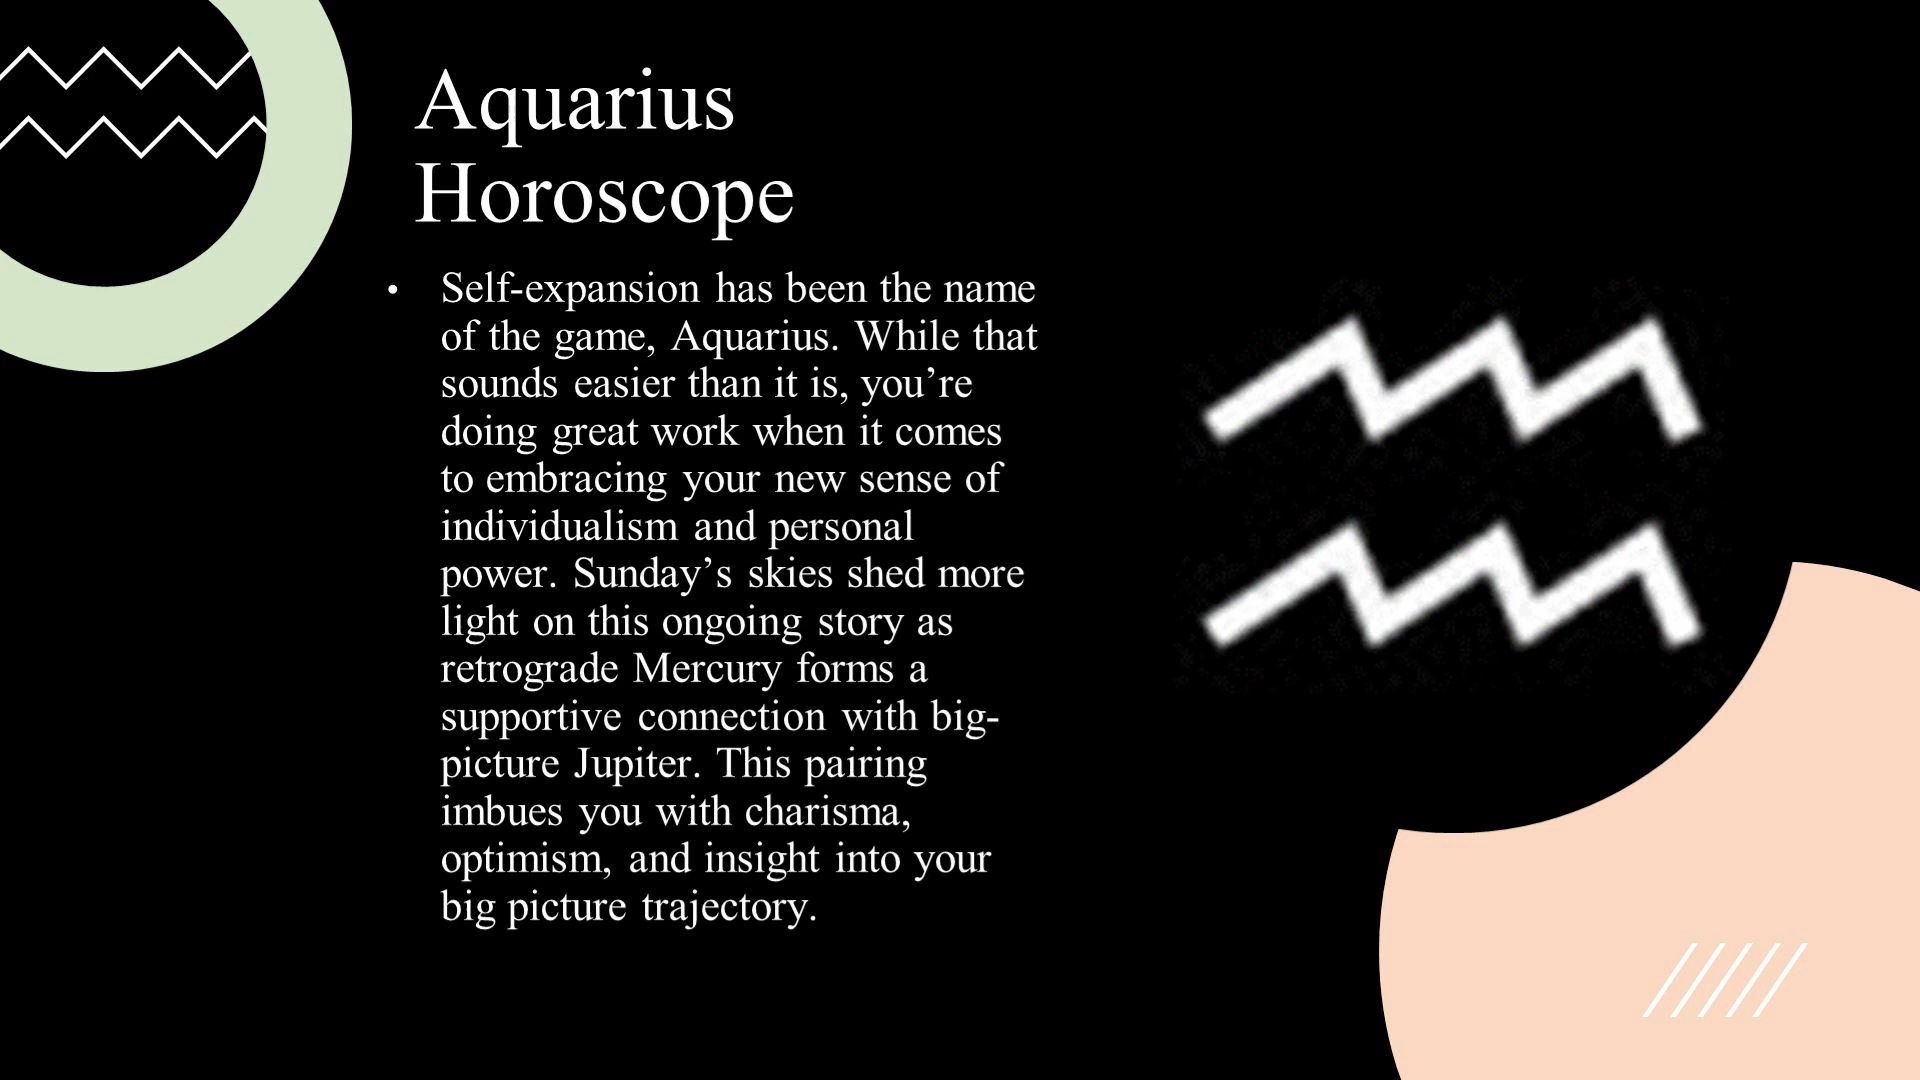 Aquarius
Horoscope
• Self-expansion has been the name
of the game, Aquarius. While that
sounds easier than it is, you’re
doing great work when it comes
to embracing your new sense of
individualism and personal
power. Sunday’s skies shed more
light on this ongoing story as
retrograde Mercury forms a
supportive connection with big-
picture Jupiter. This pairing
imbues you with charisma,
optimism, and insight into your
big picture trajectory.